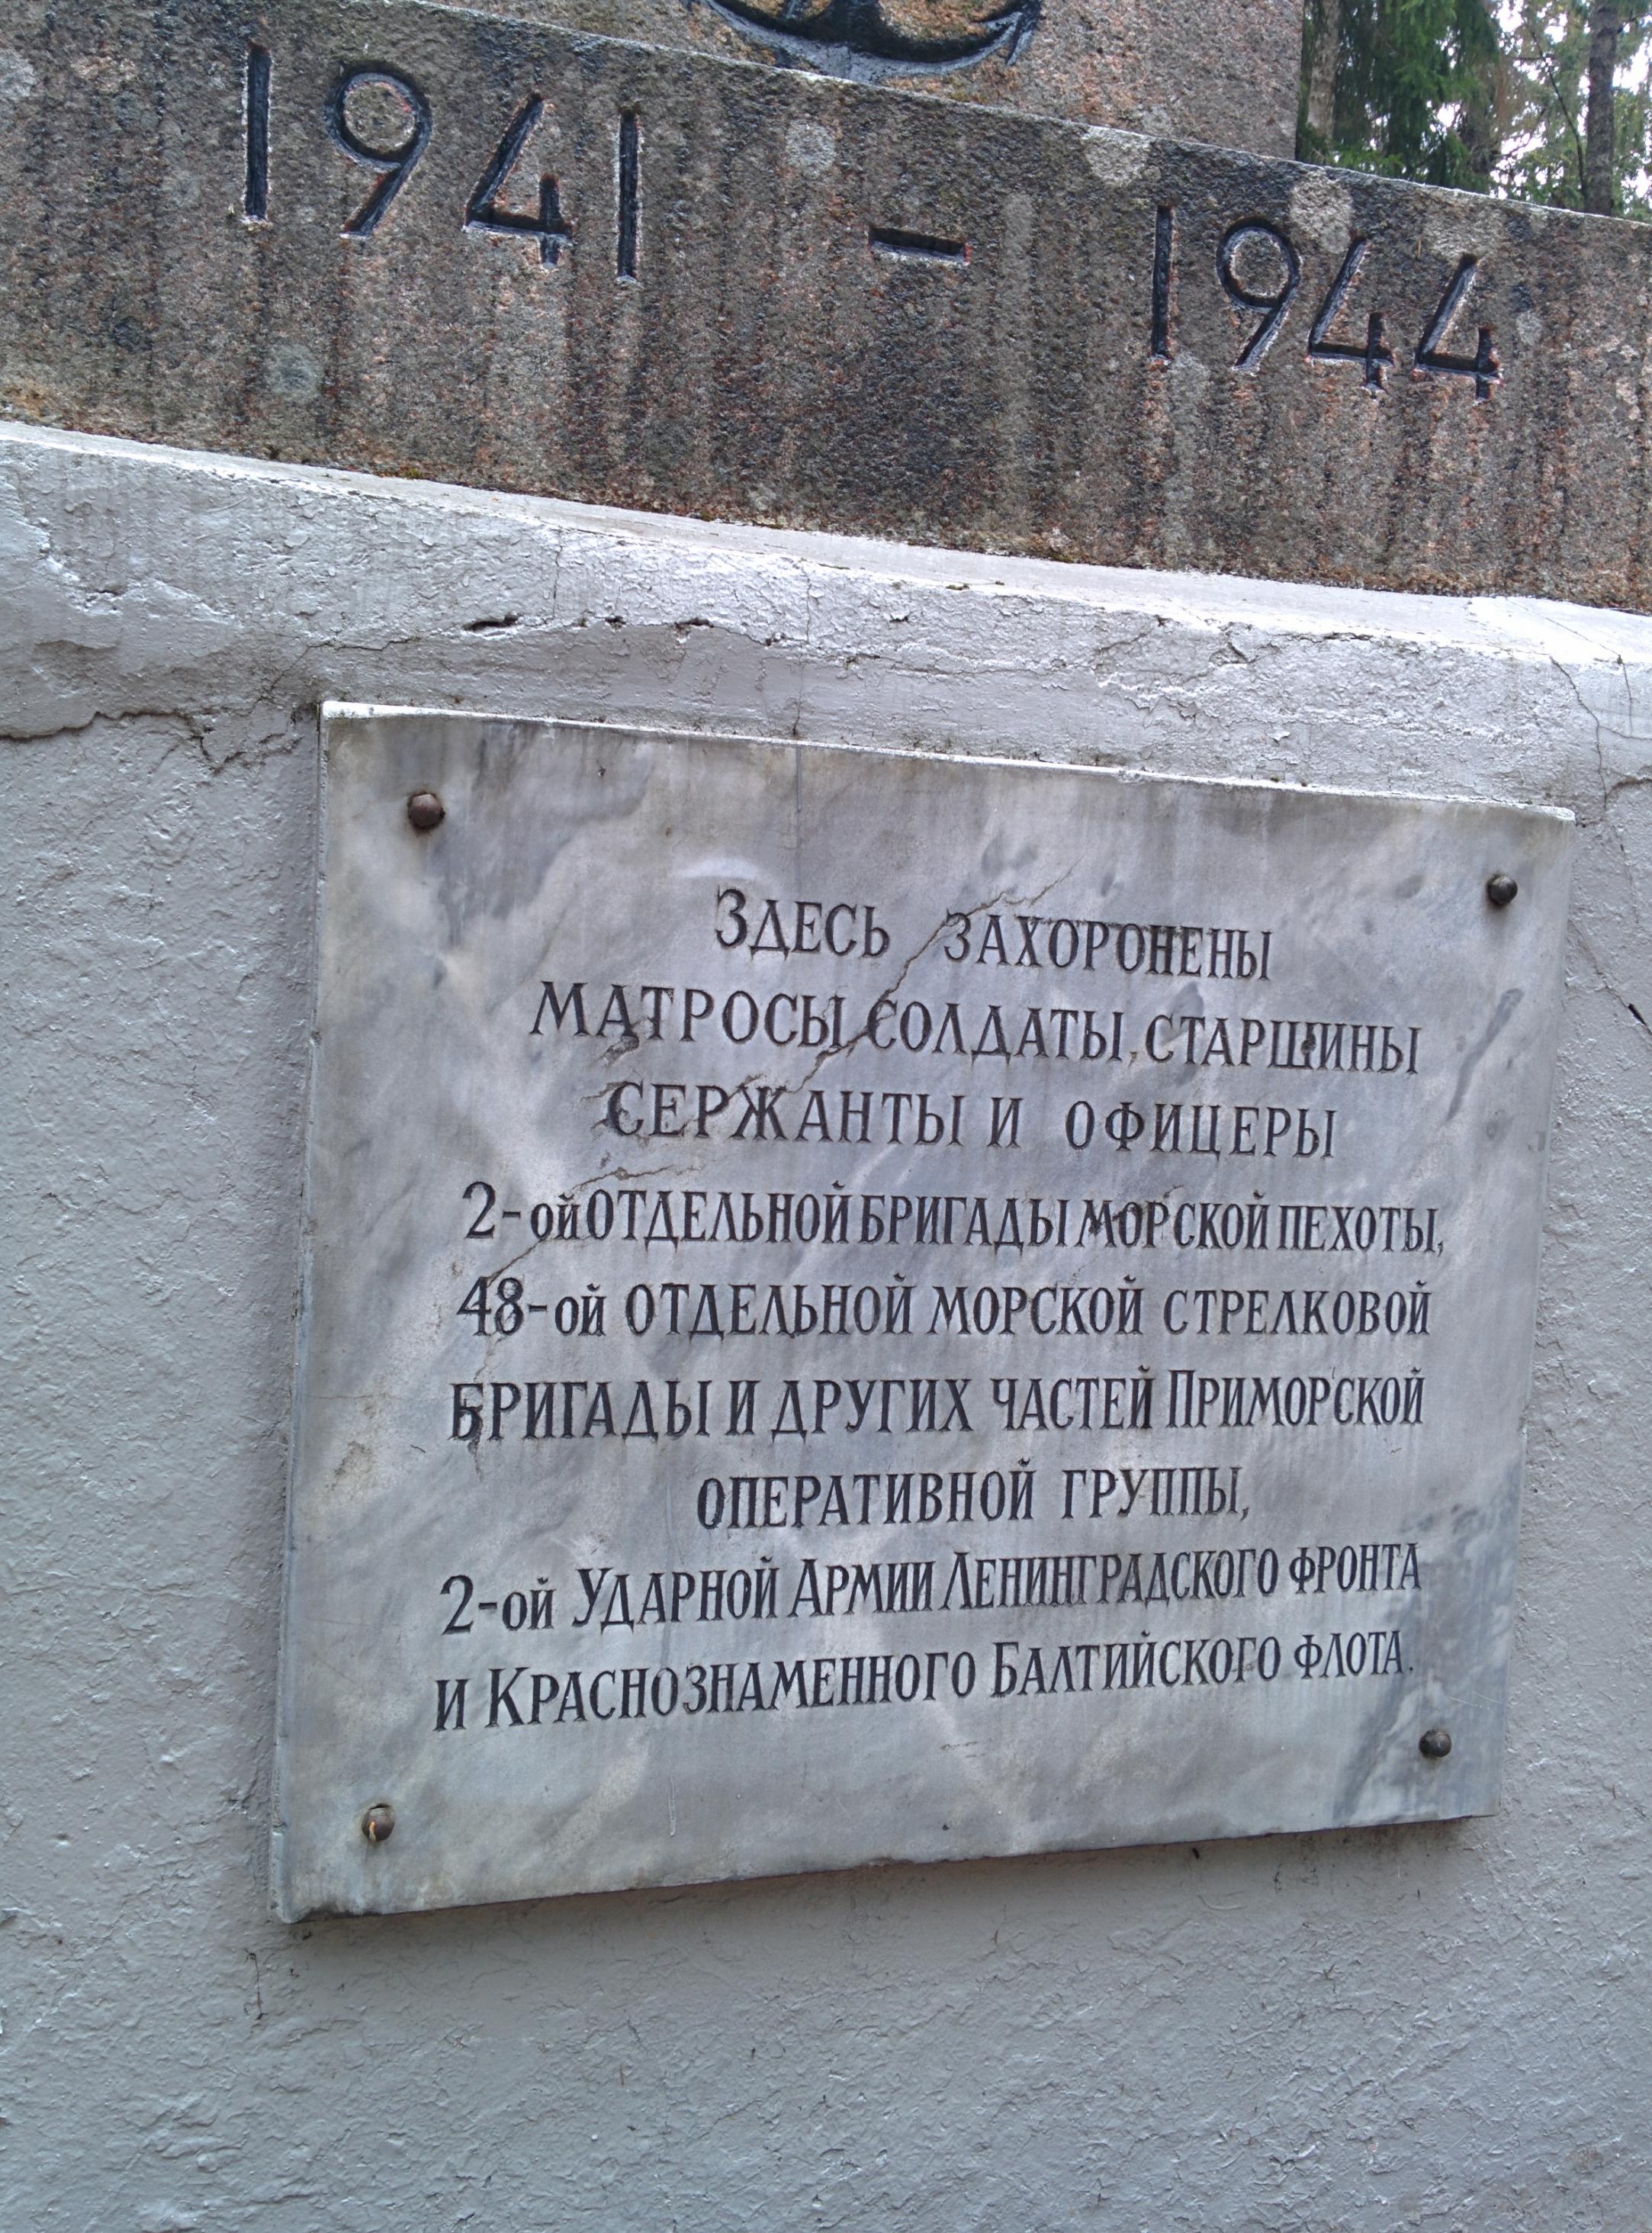 1941 - 1944
Здесь захоронены
матросы, солдаты, старшины
сержанты и офицеры
2-ой отдельной бригады морской пехоты,
48-ой отдельной морской стрелковой
бригады и других частей Приморской
оперативной группы,
2-ой Ударной Армии Ленинградского фронта
и Краснознаменного Балтийского флота.